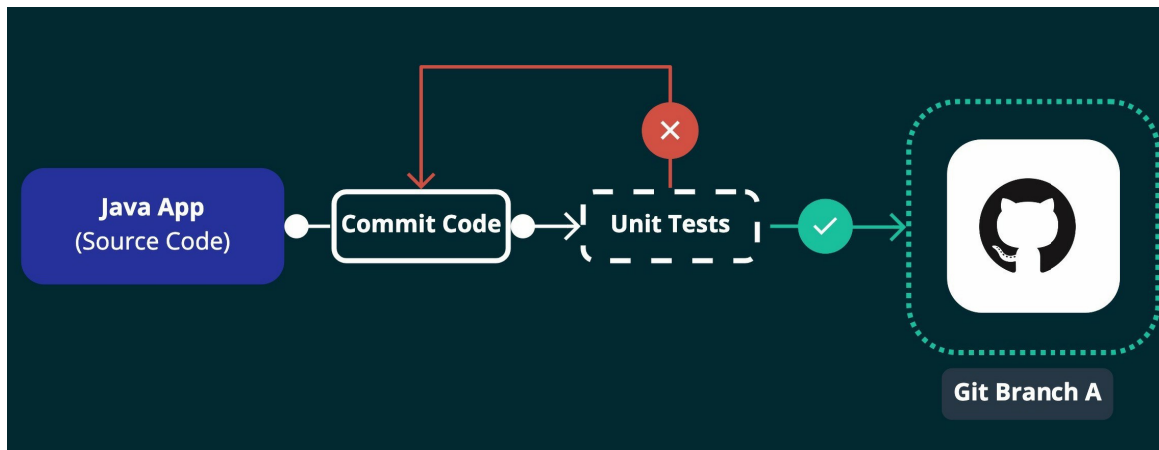 Java App
(Source Code)
Commit Code
Unit Tests
Git Branch A